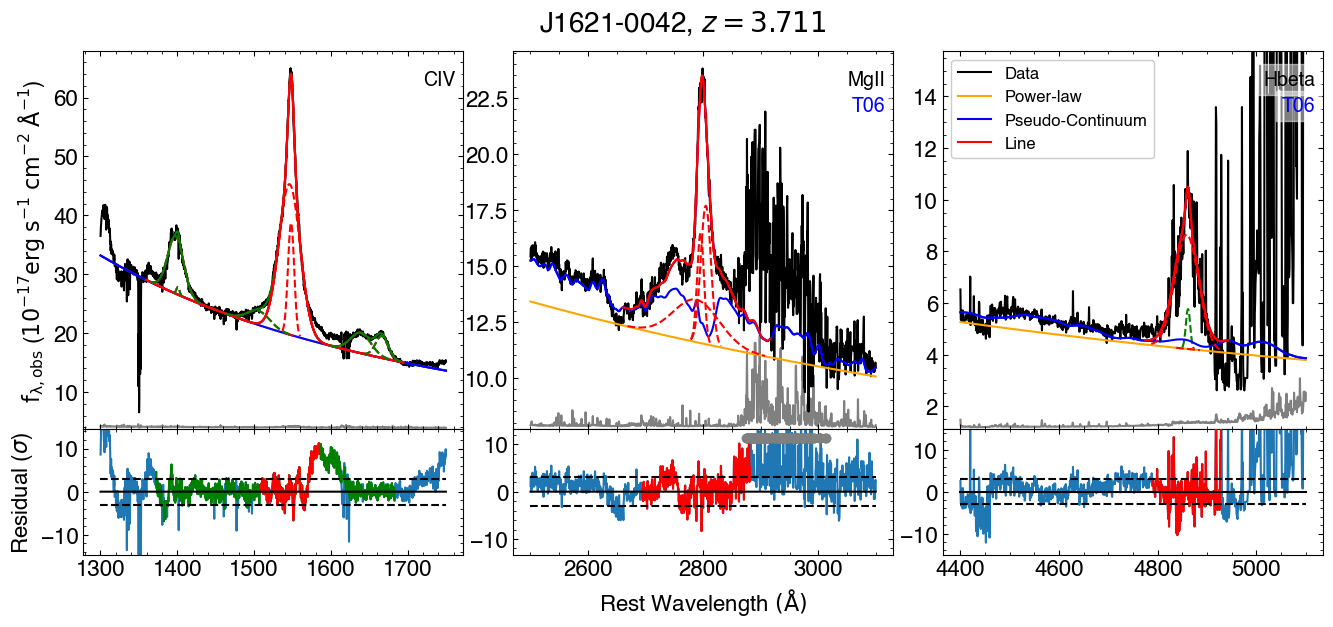 J1621-0042, z = 3.711
f_λ,obs (10⁻¹⁷erg s⁻¹ cm⁻² Å⁻¹)
60
50
40
30
20
10
CIV
22.5
20.0
17.5
15.0
12.5
10.0
MgII
T06
14
12
10
8
6
4
2
Data
Power-law
Pseudo-Continuum
Line
Hbeta
T06
Residual (σ)
10
0
−10
10
0
−10
10
0
−10
1300 1400 1500 1600 1700
2600 2800 3000
4400 4600 4800 5000
Rest Wavelength (Å)